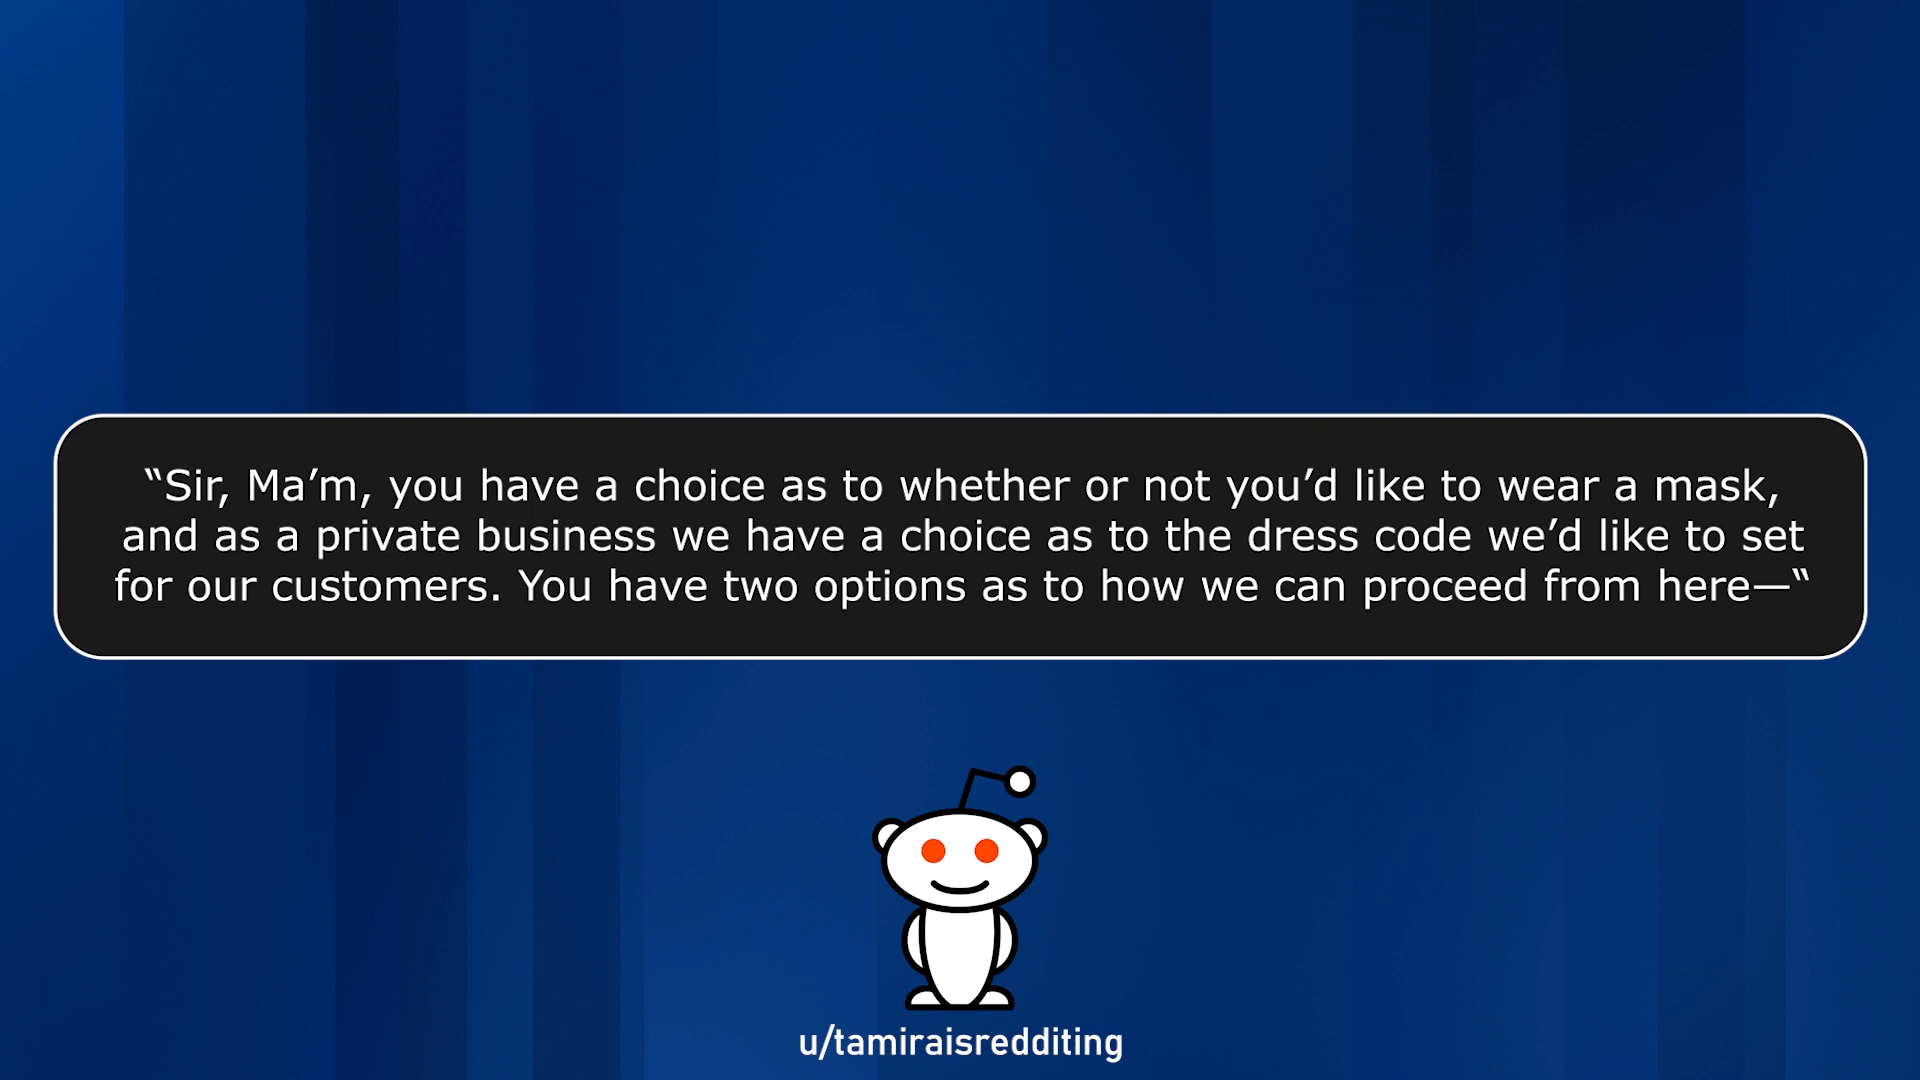 “Sir, Ma’m, you have a choice as to whether or not you’d like to wear a mask,
and as a private business we have a choice as to the dress code we’d like to set
for our customers. You have two options as to how we can proceed from here—“
u/tamiraisredditing